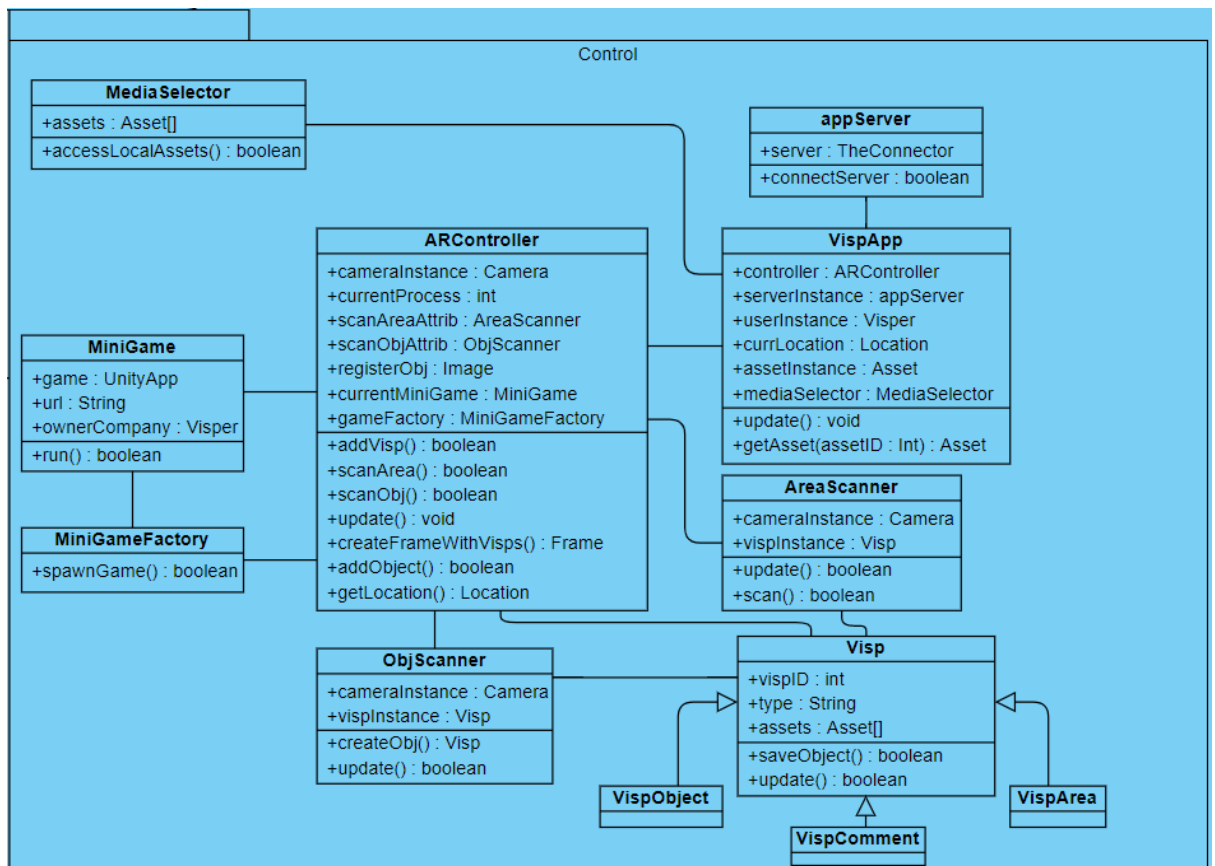 Control
MediaSelector
+assets : Asset[]
+accessLocalAssets() : boolean
appServer
+server : TheConnector
+connectServer : boolean
ARController
+cameraInstance : Camera
+currentProcess : int
+scanAreaAttrib : AreaScanner
+scanObjAttrib : ObjScanner
+registerObj : Image
+currentMiniGame : MiniGame
+gameFactory : MiniGameFactory
+addVisp() : boolean
+scanArea() : boolean
+scanObj() : boolean
+update() : void
+createFrameWithVisps() : Frame
+addObject() : boolean
+getLocation() : Location
VispApp
+controller : ARController
+serverInstance : appServer
+userInstance : Visper
+currLocation : Location
+assetInstance : Asset
+mediaSelector : MediaSelector
+update() : void
+getAsset(assetID : Int) : Asset
MiniGame
+game : UnityApp
+url : String
+ownerCompany : Visper
+run() : boolean
MiniGameFactory
+spawnGame() : boolean
AreaScanner
+cameraInstance : Camera
+vispInstance : Visp
+update() : boolean
+scan() : boolean
ObjScanner
+cameraInstance : Camera
+vispInstance : Visp
+createObj() : Visp
+update() : boolean
Visp
+vispID : int
+type : String
+assets : Asset[]
+saveObject() : boolean
+update() : boolean
VispObject
VispArea
VispComment